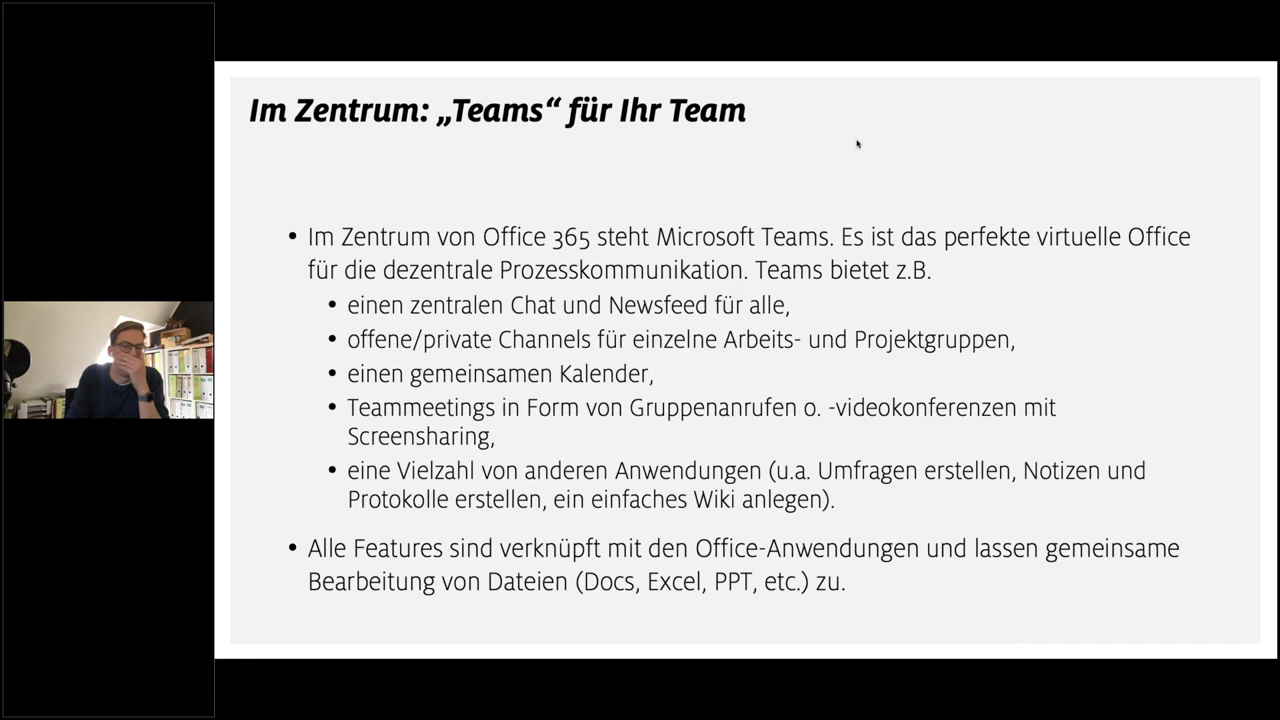 Im Zentrum: „Teams“ für Ihr Team
• Im Zentrum von Office 365 steht Microsoft Teams. Es ist das perfekte virtuelle Office
für die dezentrale Prozesskommunikation. Teams bietet z.B.
• einen zentralen Chat und Newsfeed für alle,
• offene/private Channels für einzelne Arbeits- und Projektgruppen,
• einen gemeinsamen Kalender,
• Teammeetings in Form von Gruppenanrufen o. -videokonferenzen mit
Screensharing,
• eine Vielzahl von anderen Anwendungen (u.a. Umfragen erstellen, Notizen und
Protokolle erstellen, ein einfaches Wiki anlegen).
• Alle Features sind verknüpft mit den Office-Anwendungen und lassen gemeinsame
Bearbeitung von Dateien (Docs, Excel, PPT, etc.) zu.